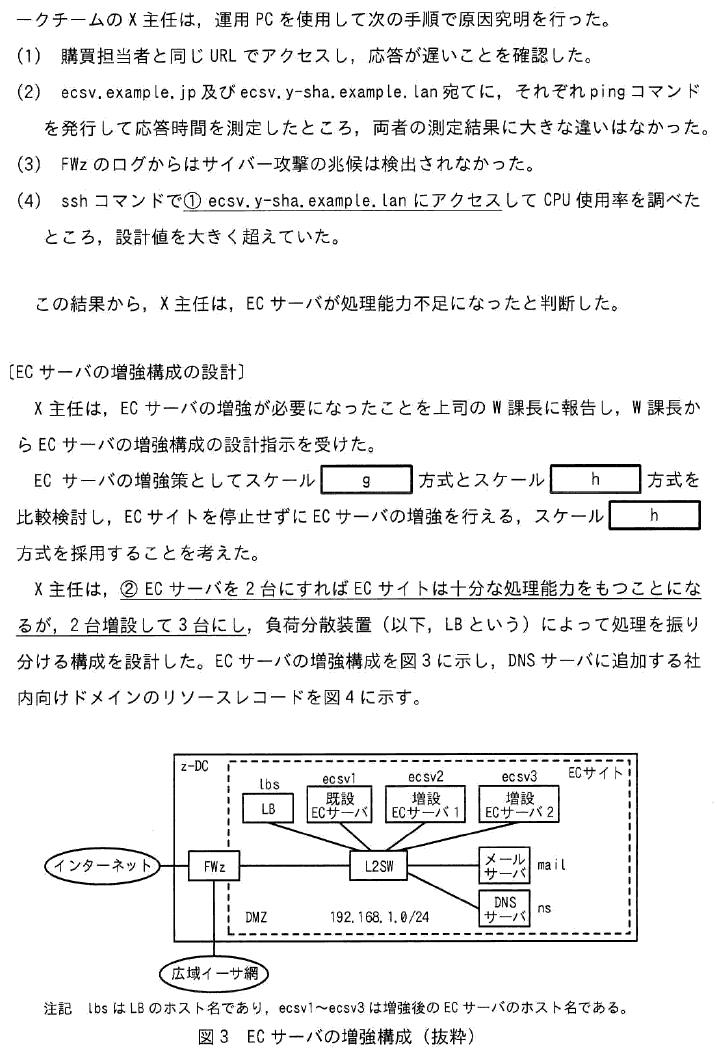 ークチームのX主任は，運用PCを使用して次の手順で原因究明を行った。
(1) 購買担当者と同じURLでアクセスし，応答が遅いことを確認した。
(2) ecsv.example.jp及びecsv.y-sha.example.lan宛てに，それぞれpingコマンド
を発行して応答時間を測定したところ，両者の測定結果に大きな違いはなかった。
(3) FWzのログからはサイバー攻撃の兆候は検出されなかった。
(4) sshコマンドで① ecsv.y-sha.example.lanにアクセスしてCPU使用率を調べた
ところ，設計値を大きく超えていた。
この結果から，X主任は，ECサーバが処理能力不足になったと判断した。
〔ECサーバの増強構成の設計〕
X主任は，ECサーバの増強が必要になったことを上司のW課長に報告し，W課長か
らECサーバの増強構成の設計指示を受けた。
ECサーバの増強策としてスケール g 方式とスケール h 方式を
比較検討し，ECサイトを停止せずにECサーバの増強を行える，スケール h
方式を採用することを考えた。
X主任は，② ECサーバを2台にすればECサイトは十分な処理能力をもつことにな
るが，2台増設して3台にし，負荷分散装置（以下，LBという）によって処理を振り
分ける構成を設計した。ECサーバの増強構成を図3に示し，DNSサーバに追加する社
内向けドメインのリソースレコードを図4に示す。
z-DC
ECサイト
lbs
ecsv1
ecsv2
ecsv3
LB
既設
ECサーバ
増設
ECサーバ1
増設
ECサーバ2
インターネット
FWz
L2SW
メール
サーバ
mail
DNS
サーバ
ns
DMZ
192.168.1.0/24
広域イーサ網
注記 lbsはLBのホスト名であり，ecsv1～ecsv3は増強後のECサーバのホスト名である。
図3 ECサーバの増強構成（抜粋）